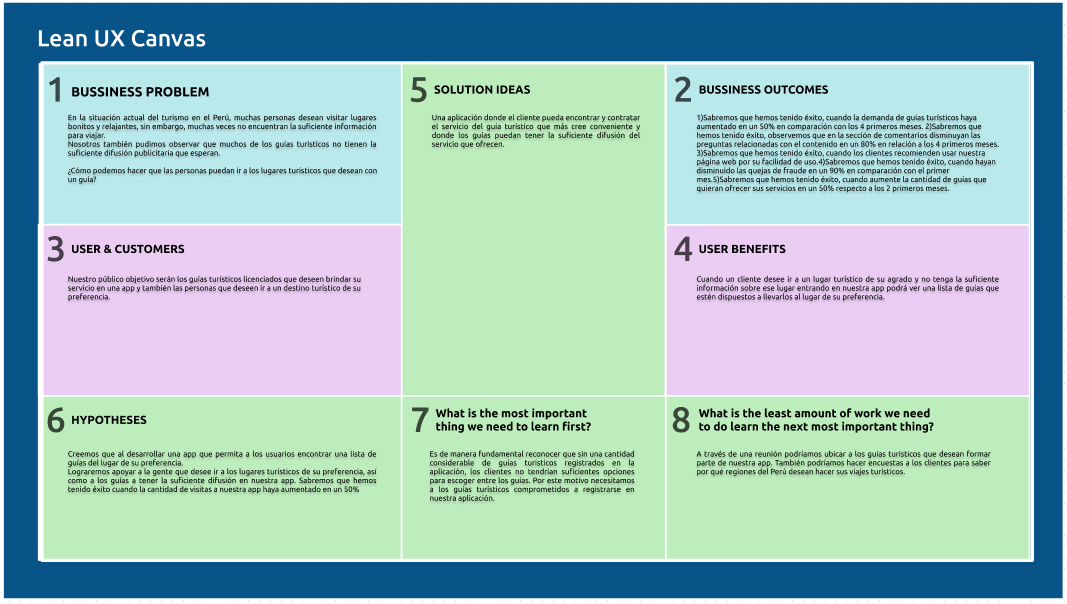 Lean UX Canvas
1 BUSSINESS PROBLEM
En la situación actual del turismo en el Perú, muchas personas desean visitar lugares
bonitos y relajantes, sin embargo, muchas veces no encuentran la suficiente información
para viajar.
Nosotros también pudimos observar que muchos de los guías turísticos no tienen la
suficiente difusión publicitaria que esperan.
¿Cómo podemos hacer que las personas puedan ir a los lugares turísticos que desean con
un guía?
5 SOLUTION IDEAS
Una aplicación donde el cliente pueda encontrar y contratar
el servicio del guía turístico que más cree conveniente y
donde los guías puedan tener la suficiente difusión del
servicio que ofrecen.
2 BUSSINESS OUTCOMES
1)Sabremos que hemos tenido éxito, cuando la demanda de guías turísticos haya
aumentado en un 50% en comparación con los 4 primeros meses. 2)Sabremos que
hemos tenido éxito, observemos que en la sección de comentarios disminuyan las
preguntas relacionadas con el contenido en un 80% en relación a los 4 primeros meses.
3)Sabremos que hemos tenido éxito, cuando los clientes recomienden usar nuestra
página web por su facilidad de uso.4)Sabremos que hemos tenido éxito, cuando hayan
disminuido las quejas de fraude en un 90% en comparación con el primer
mes.5)Sabremos que hemos tenido éxito, cuando aumente la cantidad de guías que
quieran ofrecer sus servicios en un 50% respecto a los 2 primeros meses.
3 USER & CUSTOMERS
Nuestro público objetivo serán los guías turísticos licenciados que deseen brindar su
servicio en una app y también las personas que deseen ir a un destino turístico de su
preferencia.
4 USER BENEFITS
Cuando un cliente desee ir a un lugar turístico de su agrado y no tenga la suficiente
información sobre ese lugar entrando en nuestra app podrá ver una lista de guías que
estén dispuestos a llevarlos al lugar de su preferencia.
6 HYPOTHESES
Creemos que al desarrollar una app que permita a los usuarios encontrar una lista de
guías del lugar de su preferencia.
Lograremos apoyar a la gente que desee ir a los lugares turísticos de su preferencia, así
como a los guías a tener la suficiente difusión en nuestra app. Sabremos que hemos
tenido éxito cuando la cantidad de visitas a nuestra app haya aumentado en un 50%
7 What is the most important
thing we need to learn first?
Es de manera fundamental reconocer que sin una cantidad
considerable de guías turísticos registrados en la
aplicación, los clientes no tendrían suficientes opciones
para escoger entre los guías. Por este motivo necesitamos
a los guías turísticos comprometidos a registrarse en
nuestra aplicación.
8 What is the least amount of work we need
to do learn the next most important thing?
A través de una reunión podríamos ubicar a los guías turísticos que desean formar
parte de nuestra app. También podríamos hacer encuestas a los clientes para saber
por qué regiones del Perú desean hacer sus viajes turísticos.